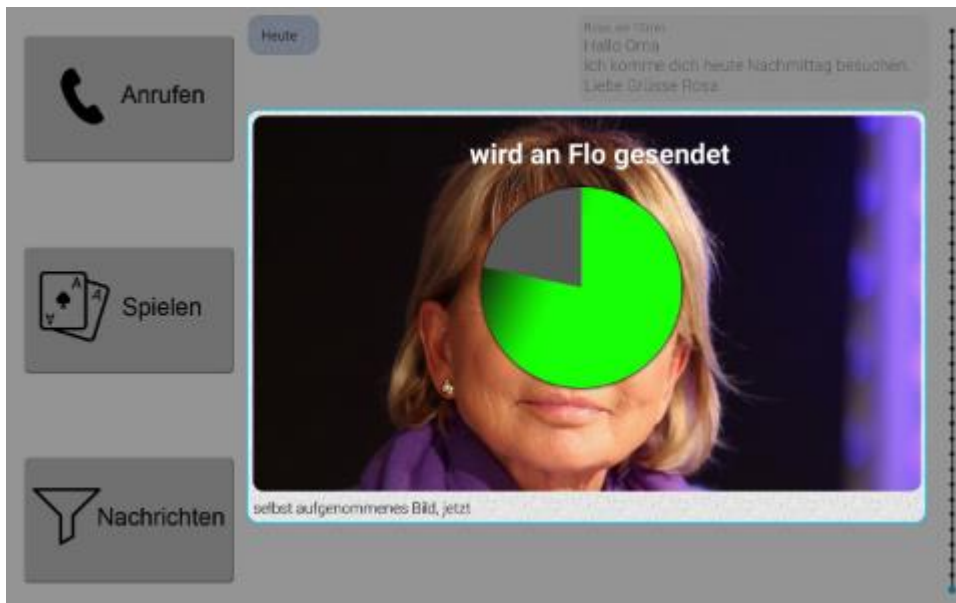 Anrufen
Spielen
Nachrichten
Heute
Hallo Oma
Ich komme dich heute Nachmittag besuchen.
Liebe Grüsse Rosa
wird an Flo gesendet
A
A
A
selbst aufgenommenes Bild, jetzt